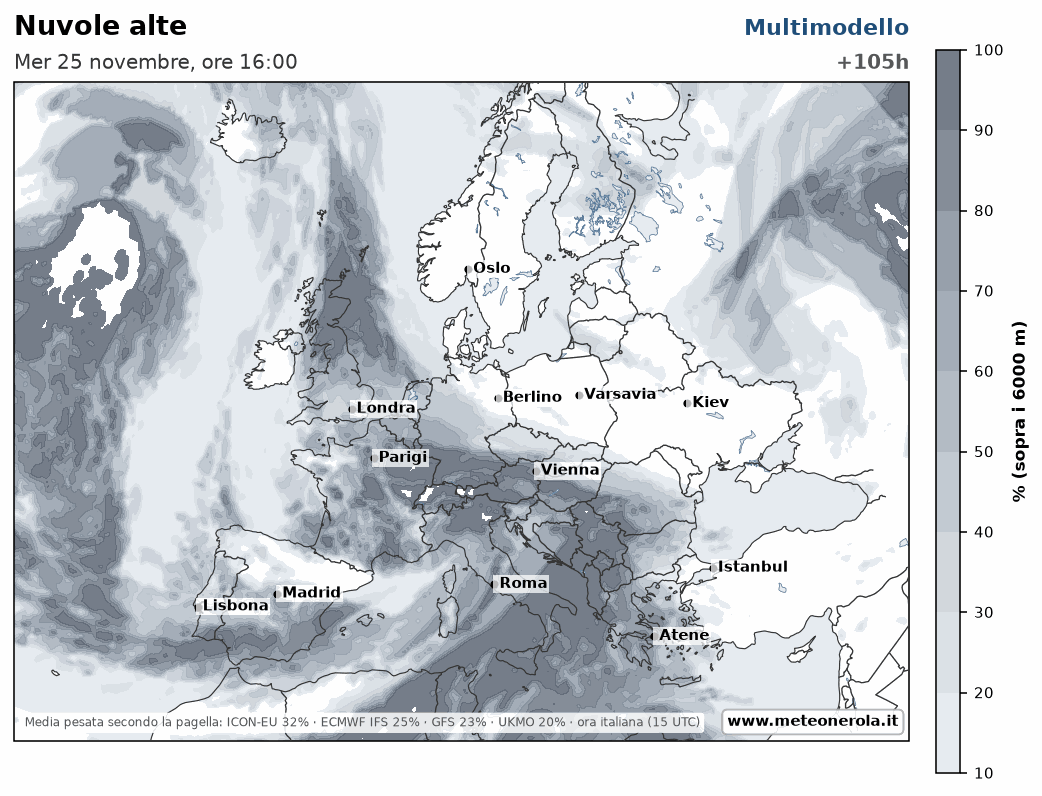 Nuvole alte
Multimodello
Mer 25 novembre, ore 16:00
+105h
100
90
80
70
60
50
40
30
20
10
% (sopra i 6000 m)
Oslo
Berlino
Varsavia
Kiev
Londra
Parigi
Vienna
Istanbul
Roma
Madrid
Lisbona
Atene
Media pesata secondo la pagella: ICON-EU 32% · ECMWF IFS 25% · GFS 23% · UKMO 20% · ora italiana (15 UTC)
www.meteonerola.it